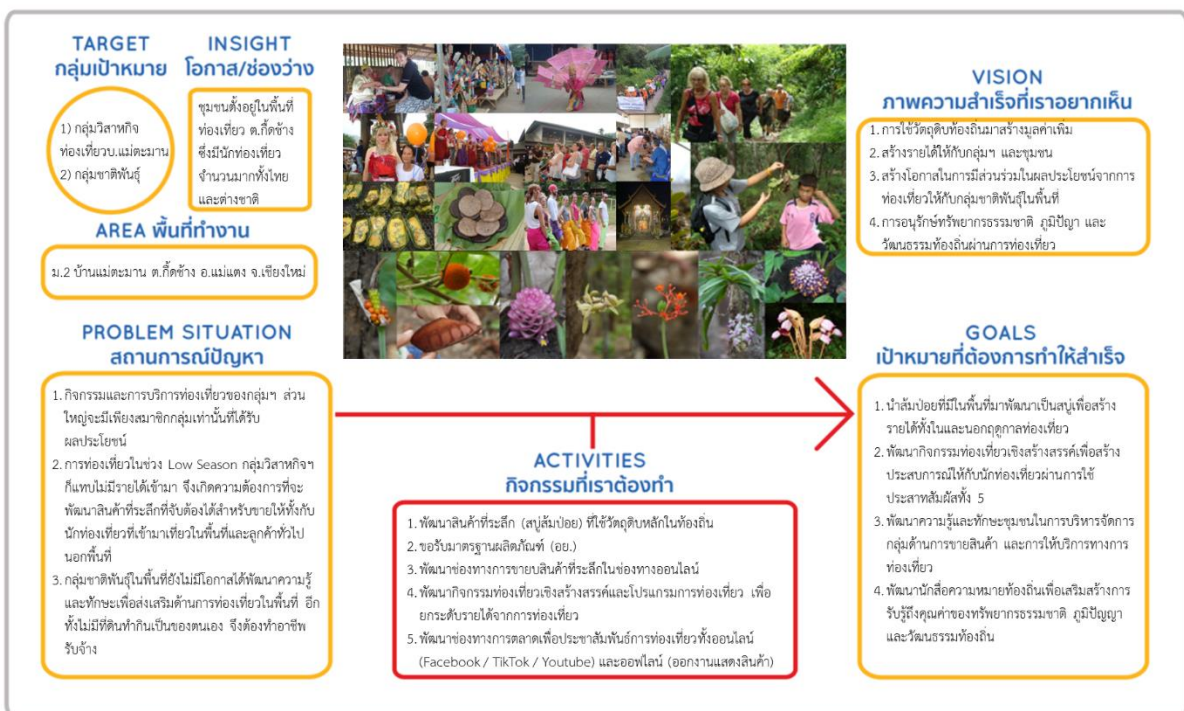 TARGET
กลุ่มเป้าหมาย
1) กลุ่มวิสาหกิจ
ท่องเที่ยวบ.แม่ตะมาน
2) กลุ่มชาติพันธุ์
INSIGHT
โอกาส/ช่องว่าง
ชุมชนตั้งอยู่ในพื้นที่
ท่องเที่ยว ต.กื้ดช้าง
ซึ่งมีนักท่องเที่ยว
จำนวนมากทั้งไทย
และต่างชาติ
AREA พื้นที่ทำงาน
ม.2 บ้านแม่ตะมาน ต.กื้ดช้าง อ.แม่แตง จ.เชียงใหม่
PROBLEM SITUATION
สถานการณ์ปัญหา
1. กิจกรรมและการบริการท่องเที่ยวของกลุ่มฯ ส่วน
ใหญ่จะมีเพียงสมาชิกกลุ่มเท่านั้นที่ได้รับ
ผลประโยชน์
2. การท่องเที่ยวในช่วง Low Season กลุ่มวิสาหกิจฯ
ก็แทบไม่มีรายได้เข้ามา จึงเกิดความต้องการที่จะ
พัฒนาสินค้าที่ระลึกที่จับต้องได้สำหรับขายให้ทั้งกับ
นักท่องเที่ยวที่เข้ามาเที่ยวในพื้นที่และลูกค้าทั่วไป
นอกพื้นที่
3. กลุ่มชาติพันธุ์ในพื้นที่ยังไม่มีโอกาสได้พัฒนาความรู้
และทักษะเพื่อส่งเสริมด้านการท่องเที่ยวในพื้นที่ อีก
ทั้งไม่มีที่ดินทำกินเป็นของตนเอง จึงต้องทำอาชีพ
รับจ้าง
ACTIVITIES
กิจกรรมที่เราต้องทำ
1. พัฒนาสินค้าที่ระลึก (สบู่ส้มป่อย) ที่ใช้วัตถุดิบหลักในท้องถิ่น
2. ขอรับมาตรฐานผลิตภัณฑ์ (อย.)
3. พัฒนาช่องทางการขายบสินค้าที่ระลึกในช่องทางออนไลน์
4. พัฒนากิจกรรมท่องเที่ยวเชิงสร้างสรรค์และโปรแกรมการท่องเที่ยว เพื่อ
ยกระดับรายได้จากการท่องเที่ยว
5. พัฒนาช่องทางการตลาดเพื่อประชาสัมพันธ์การท่องเที่ยวทั้งออนไลน์
(Facebook / TikTok / Youtube) และออฟไลน์ (ออกงานแสดงสินค้า)
VISION
ภาพความสำเร็จที่เราอยากเห็น
1. การใช้วัตถุดิบท้องถิ่นมาสร้างมูลค่าเพิ่ม
2. สร้างรายได้ให้กับกลุ่มฯ และชุมชน
3. สร้างโอกาสในการมีส่วนร่วมในผลประโยชน์จากการ
ท่องเที่ยวให้กับกลุ่มชาติพันธุ์ในพื้นที่
4. การอนุรักษ์ทรัพยากรธรรมชาติ ภูมิปัญา และ
วัฒนธรรมท้องถิ่นผ่านการท่องเที่ยว
GOALS
เป้าหมายที่ต้องการทำให้สำเร็จ
1. นำส้มป่อยที่มีในพื้นที่มาพัฒนาเป็นสบู่เพื่อสร้าง
รายได้ทั้งในและนอกฤดูกาลท่องเที่ยว
2. พัฒนากิจกรรมท่องเที่ยวเชิงสร้างสรรค์เพื่อสร้าง
ประสบการณ์ให้กับนักท่องเที่ยวผ่านการใช้
ประสาทสัมผัสทั้ง 5
3. พัฒนาความรู้และทักษะชุมชนในการบริหารจัดการ
กลุ่มด้านการขายสินค้า และการให้บริการทางการ
ท่องเที่ยว
4. พัฒนานักสื่อความหมายท้องถิ่นเพื่อเสริมสร้างการ
รับรู้ถึงคุณค่าของทรัพยากรธรรมชาติ ภูมิปัญญา
และวัฒนธรรมท้องถิ่น